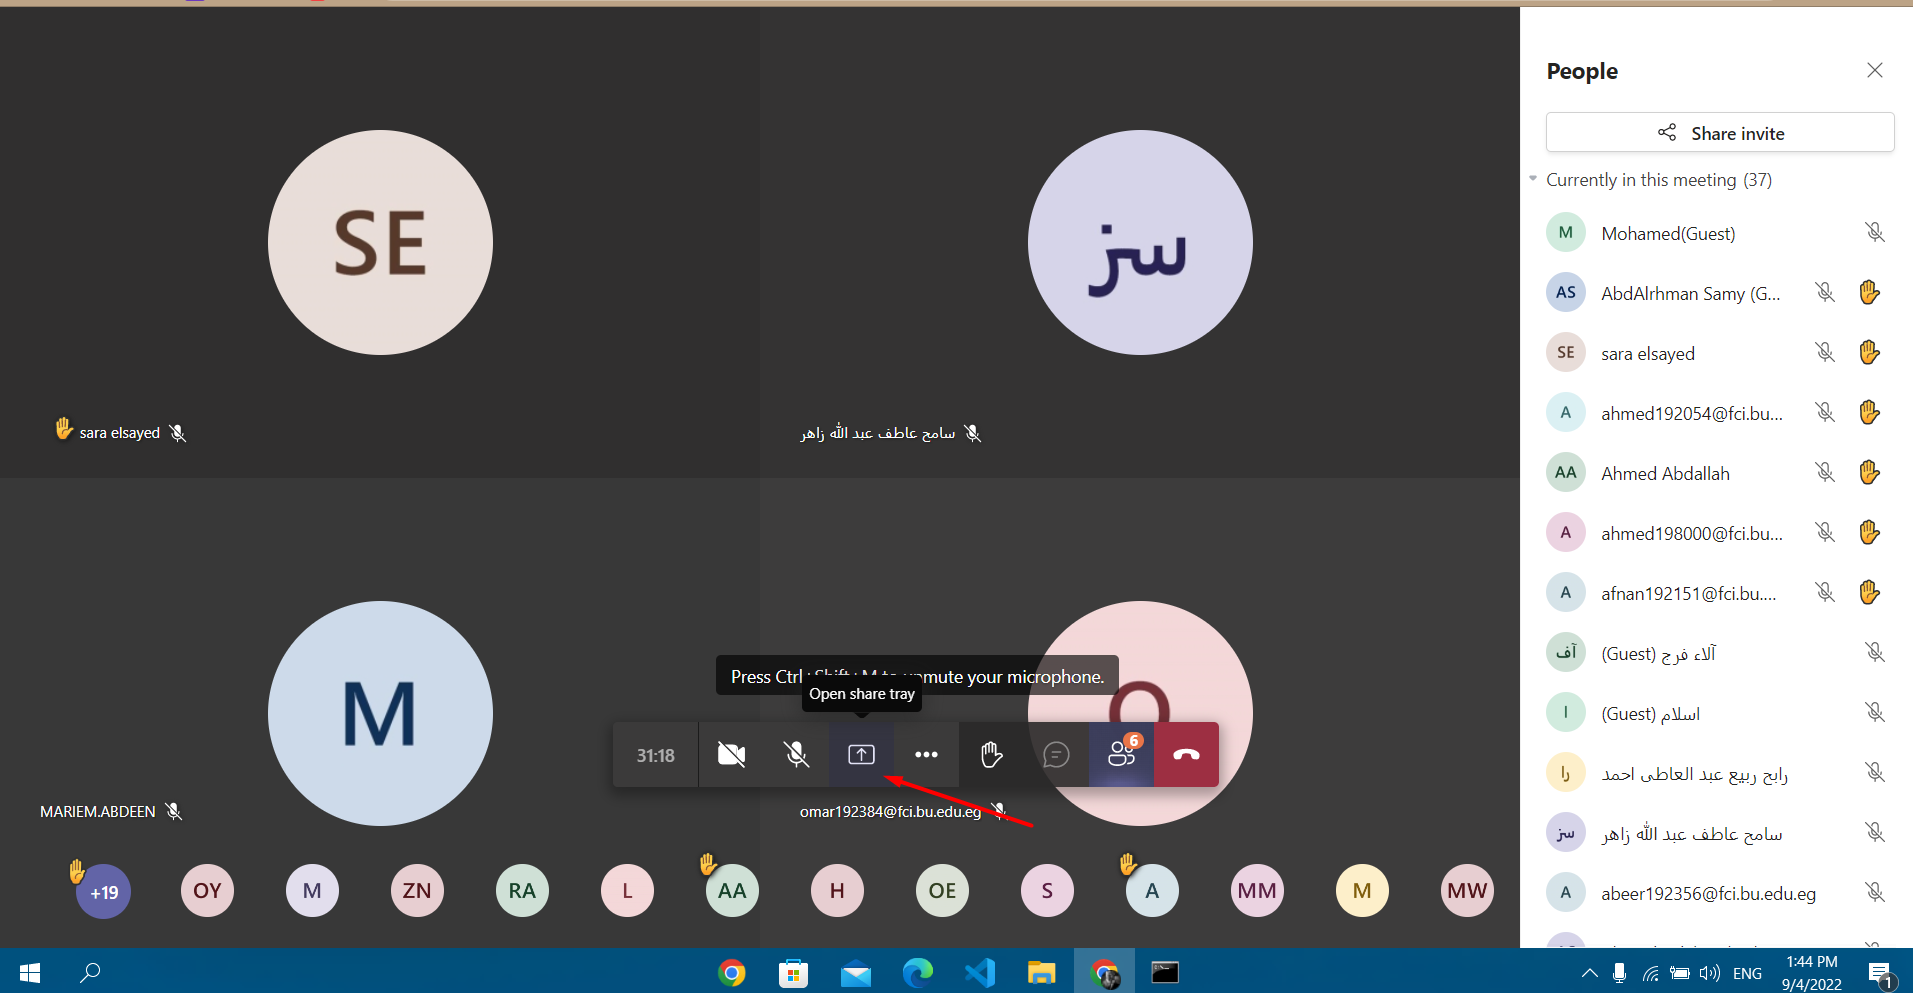 SE
سز
sara elsayed
سامح عاطف عبد الله زاهر
M
O
Press Ctrl+Shift+M to unmute your microphone.
Open share tray
31:18
6
MARIEM.ABDEEN
omar192384@fci.bu.edu.eg
+19
OY
M
ZN
RA
L
AA
H
OE
S
A
MM
M
MW
People
Share invite
Currently in this meeting (37)
M Mohamed(Guest)
AS AbdAlrhman Samy (G...
SE sara elsayed
A ahmed192054@fci.bu...
AA Ahmed Abdallah
A ahmed198000@fci.bu...
A afnan192151@fci.bu....
آف آلاء فرج (Guest)
ا اسلام (Guest)
را رابح ربيع عبد العاطى احمد
سز سامح عاطف عبد الله زاهر
A abeer192356@fci.bu.edu.eg
ENG
1:44 PM
9/4/2022
1